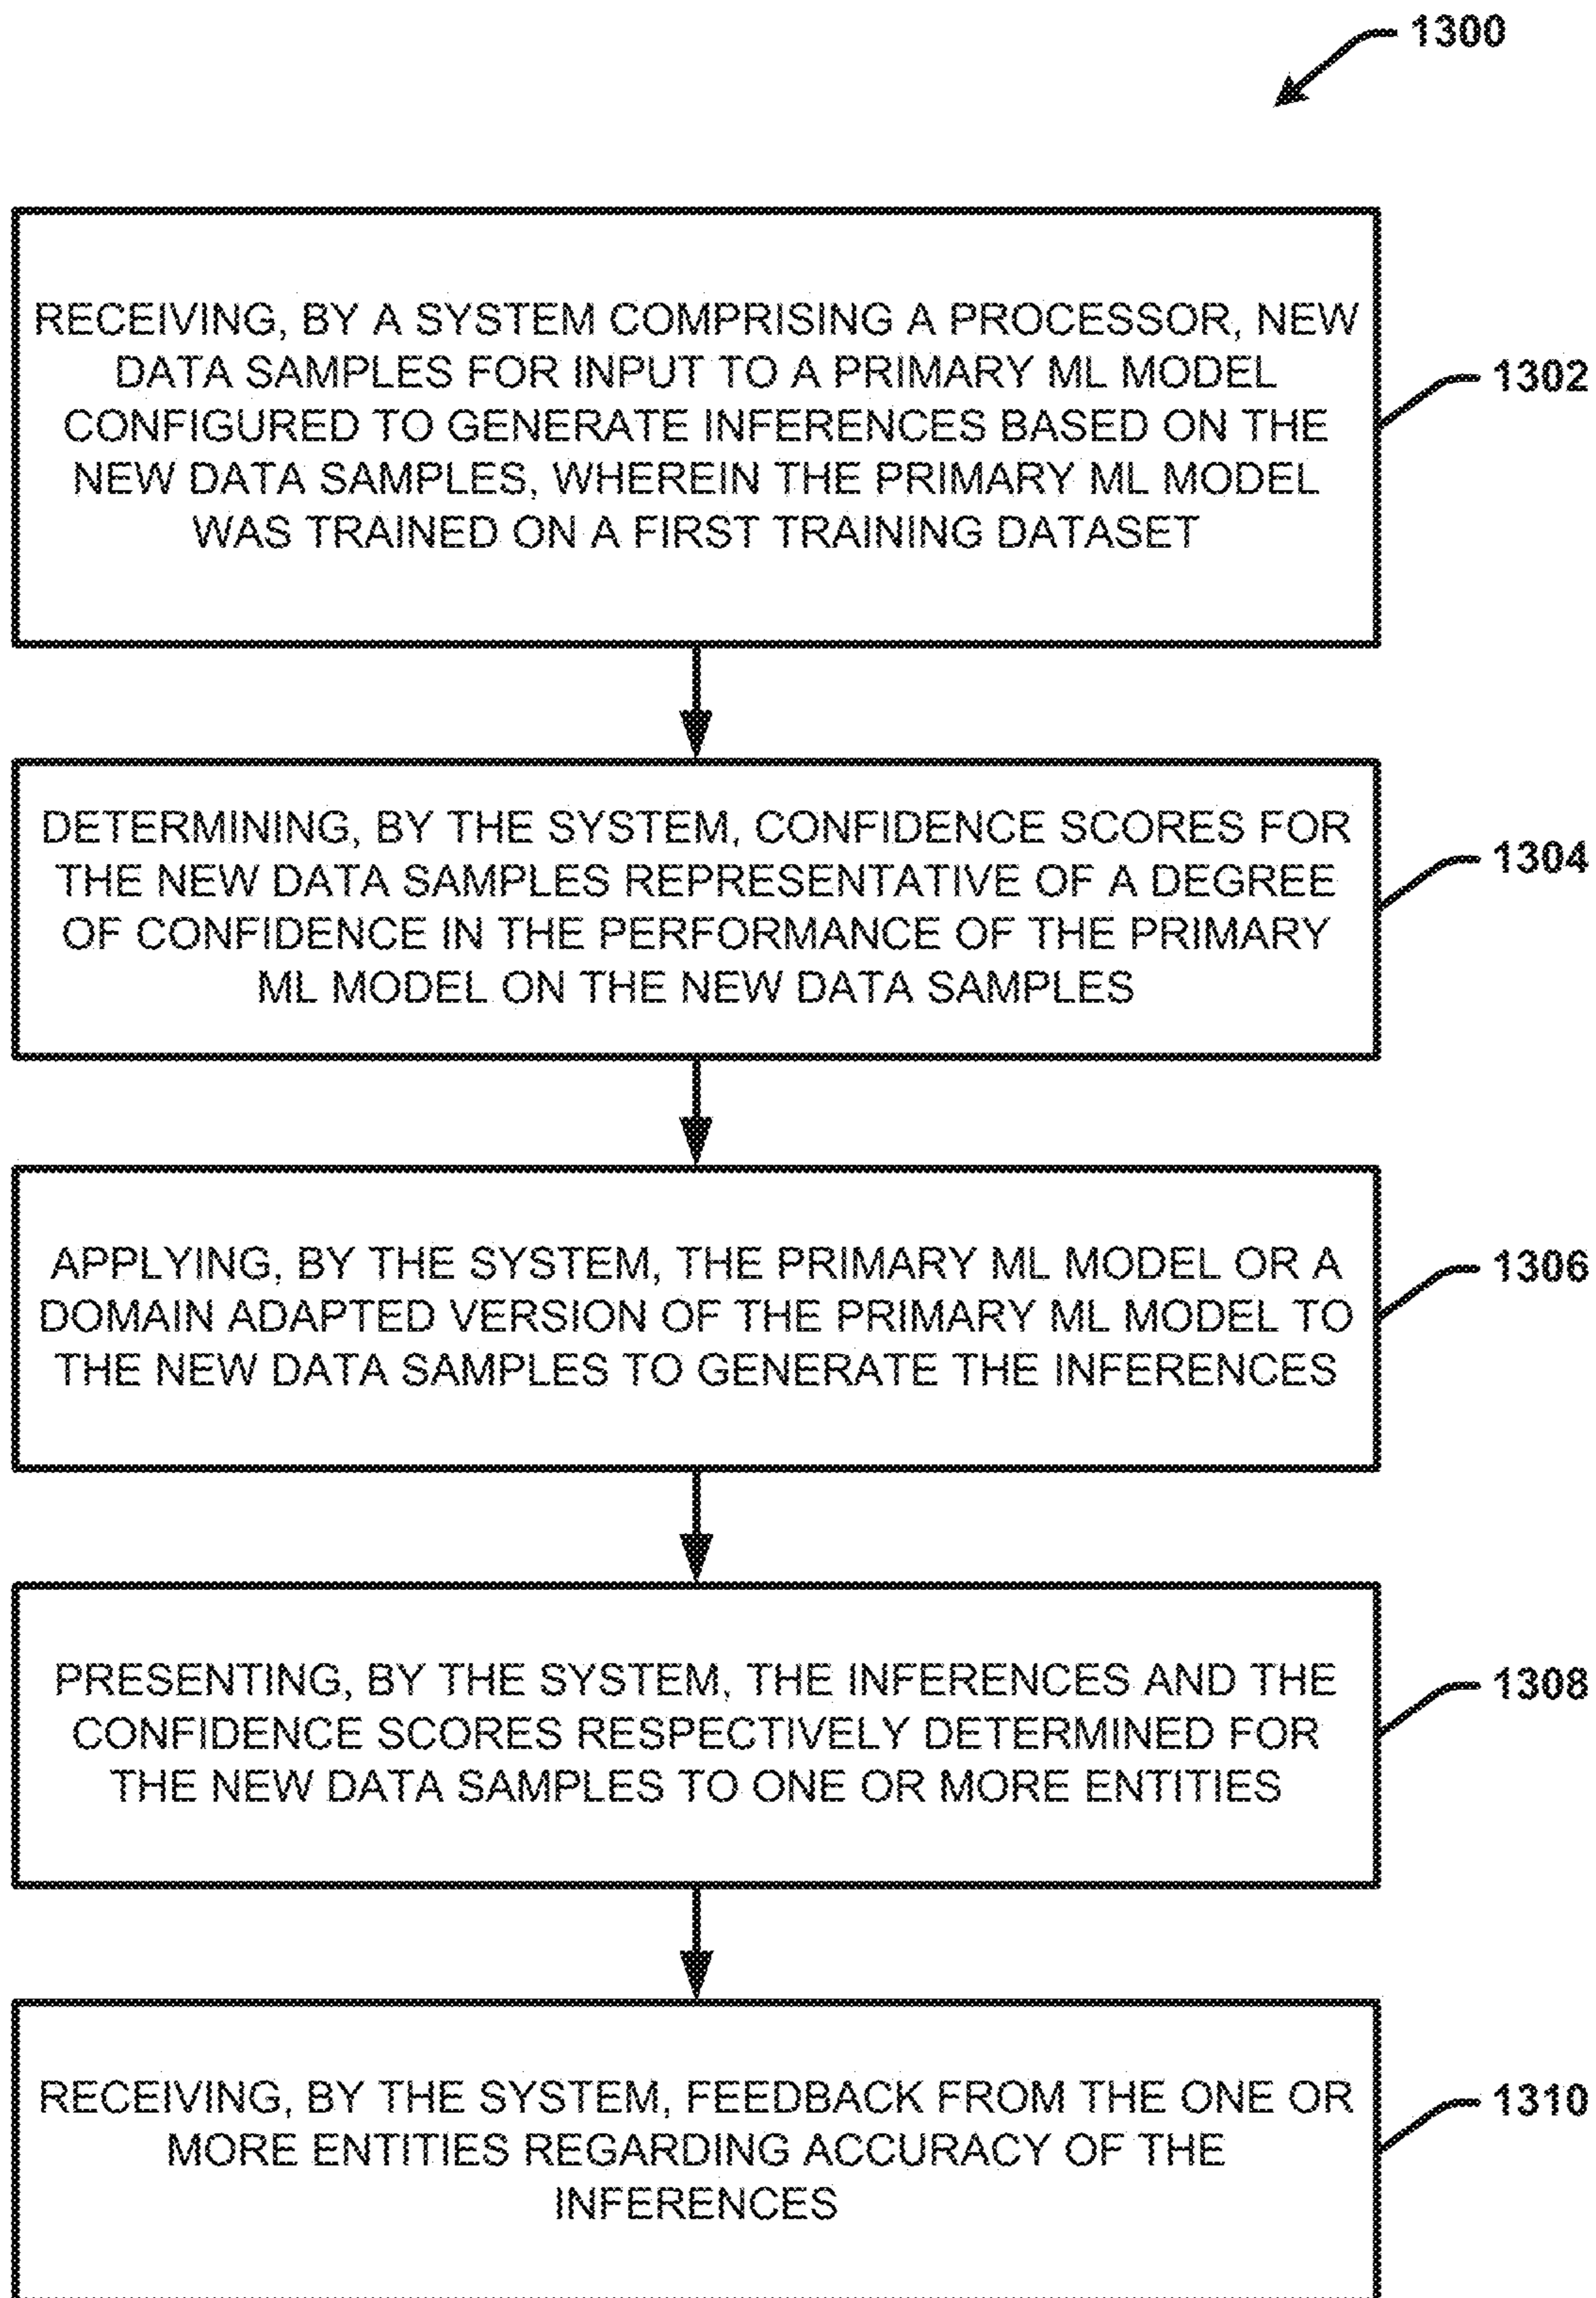 1300
RECEIVING, BY A SYSTEM COMPRISING A PROCESSOR, NEW
DATA SAMPLES FOR INPUT TO A PRIMARY ML MODEL
CONFIGURED TO GENERATE INFERENCES BASED ON THE
NEW DATA SAMPLES, WHEREIN THE PRIMARY ML MODEL
WAS TRAINED ON A FIRST TRAINING DATASET
1302
DETERMINING, BY THE SYSTEM, CONFIDENCE SCORES FOR
THE NEW DATA SAMPLES REPRESENTATIVE OF A DEGREE
OF CONFIDENCE IN THE PERFORMANCE OF THE PRIMARY
ML MODEL ON THE NEW DATA SAMPLES
1304
APPLYING, BY THE SYSTEM, THE PRIMARY ML MODEL OR A
DOMAIN ADAPTED VERSION OF THE PRIMARY ML MODEL TO
THE NEW DATA SAMPLES TO GENERATE THE INFERENCES
1306
PRESENTING, BY THE SYSTEM, THE INFERENCES AND THE
CONFIDENCE SCORES RESPECTIVELY DETERMINED FOR
THE NEW DATA SAMPLES TO ONE OR MORE ENTITIES
1308
RECEIVING, BY THE SYSTEM, FEEDBACK FROM THE ONE OR
MORE ENTITIES REGARDING ACCURACY OF THE
INFERENCES
1310